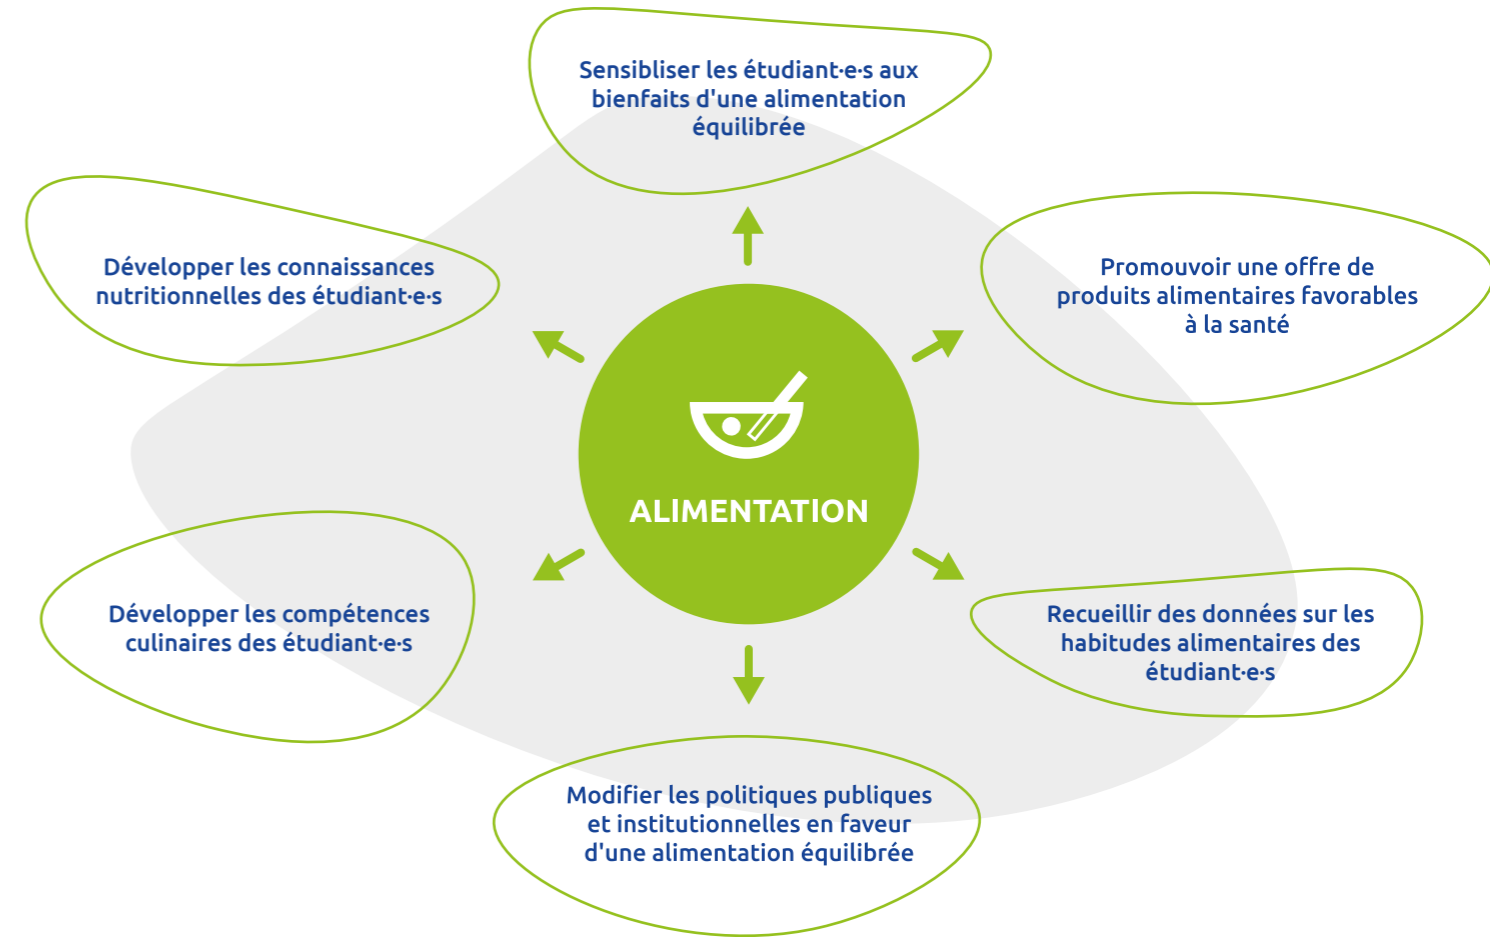 Sensibliser les étudiant·e·s aux
bienfaits d'une alimentation
équilibrée
Développer les connaissances
nutritionnelles des étudiant·e·s
Promouvoir une offre de
produits alimentaires favorables
à la santé
ALIMENTATION
Développer les compétences
culinaires des étudiant·e·s
Recueillir des données sur les
habitudes alimentaires des
étudiant·e·s
Modifier les politiques publiques
et institutionnelles en faveur
d'une alimentation équilibrée